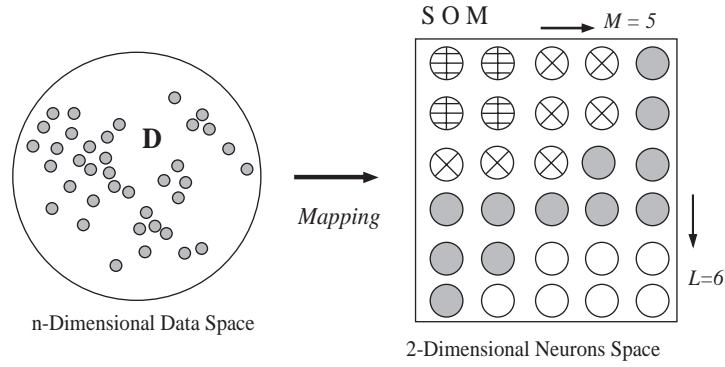 S O M
M = 5
D
Mapping
L=6
n-Dimensional Data Space
2-Dimensional Neurons Space